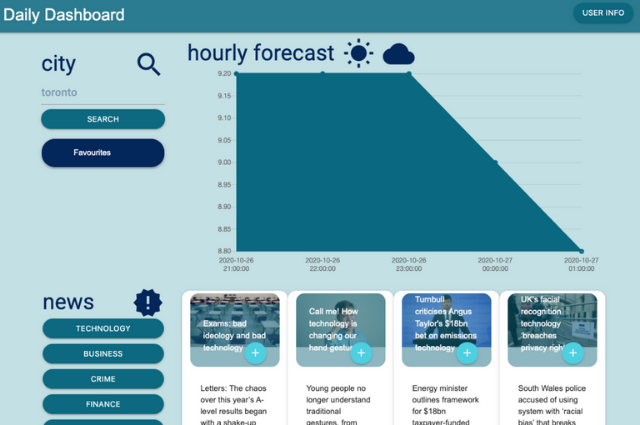 Daily Dashboard
USER INFO
city
toronto
SEARCH
Favourites
hourly forecast
9.20
9.15
9.10
9.05
9.00
8.95
8.90
8.85
8.80
2020-10-26
21:00:00
2020-10-26
22:00:00
2020-10-26
23:00:00
2020-10-27
00:00:00
2020-10-27
01:00:00
news
TECHNOLOGY
BUSINESS
CRIME
FINANCE
Exams: bad
ideology and bad
technology
+
Letters: The chaos
over this year's A-
level results began
with a shake-up
Call me! How
technology is
changing our
hand gestur
+
Young people no
longer understand
traditional
gestures, from
Turnbull
criticises Angus
Taylor's $18bn
bet on emissions
technology
+
Energy minister
outlines framework
for $18bn
taxpayer-funded
UK's facial
recognition
technology
'breaches
privacy righ
+
South Wales police
accused of using
system with 'racial
bias' that breaks